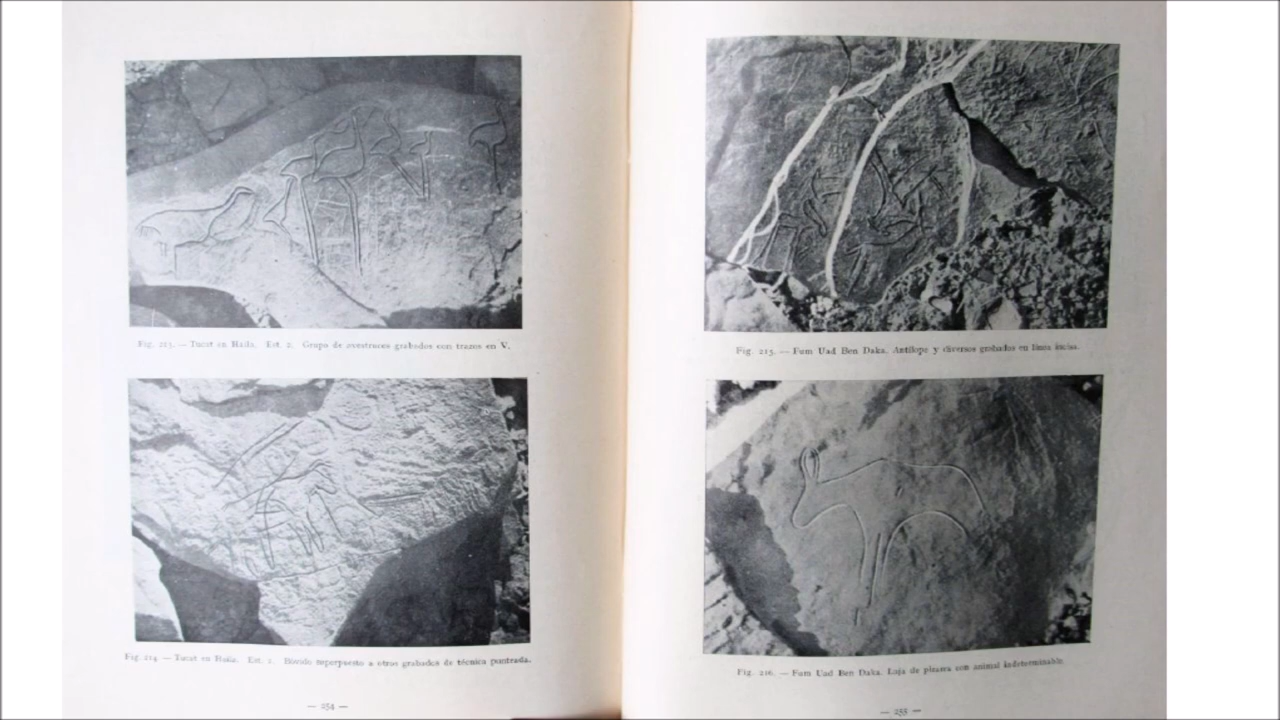 Fig. 213. — Tucat en Haila. Est. 2. Grupo de avestruces grabados con trazos en V.
Fig. 214 — Tucat en Haila. Est. 2. Bóvido superpuesto a otros grabados de técnica punteada.
— 254 —
Fig. 215. — Fum Uad Ben Daka. Antílope y diversos grabados en línea incisa.
Fig. 216. — Fum Uad Ben Daka. Laja de pizarra con animal indeterminable.
— 255 —